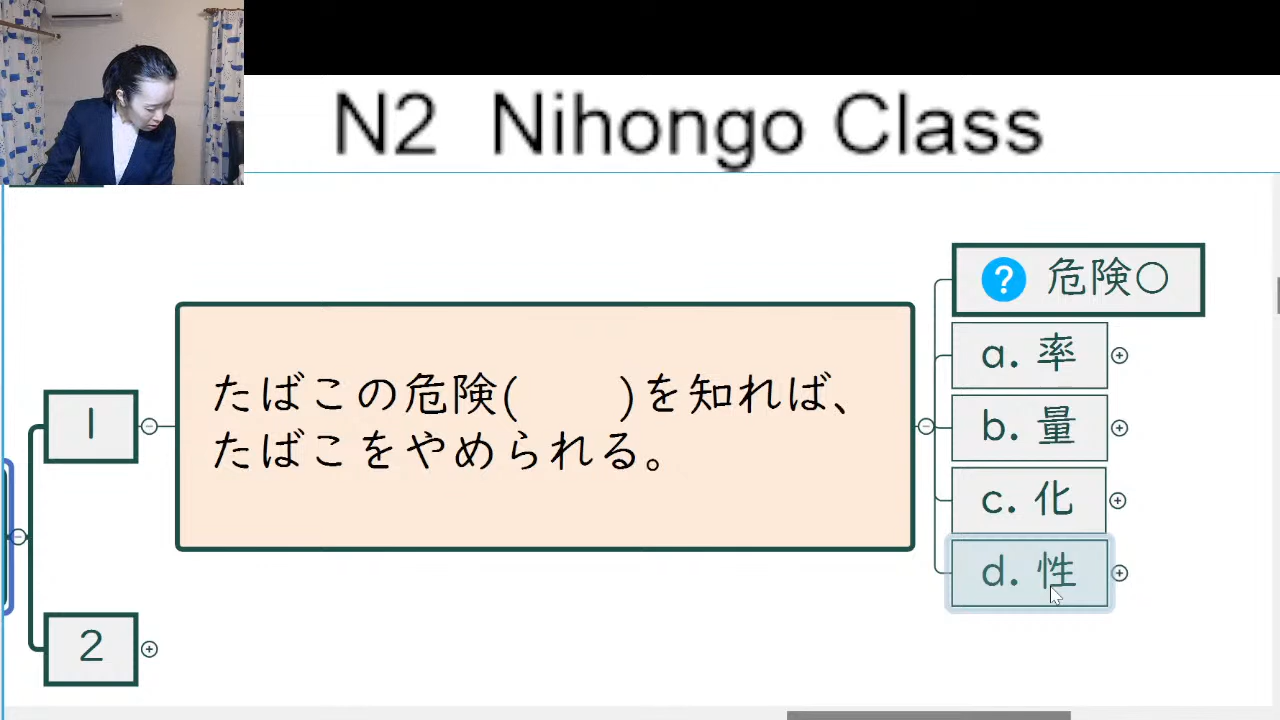 N2 Nihongo Class
1
たばこの危険(　　)を知れば、
たばこをやめられる。
? 危険〇
a. 率
b. 量
c. 化
d. 性
2